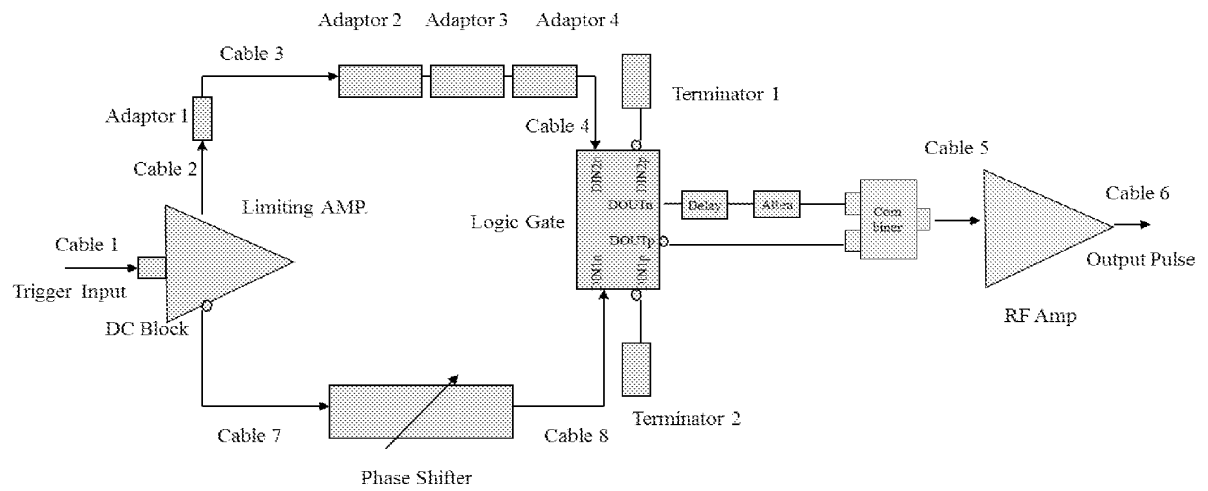 Adaptor 2
Adaptor 3
Adaptor 4
Cable 3
Adaptor 1
Terminator 1
Cable 4
Cable 2
DIN2n
DIN2p
Cable 5
Limiting AMP.
DOUTn
Delay
Atten
Com
biner
Cable 6
Logic Gate
DOUTp
Cable 1
Output Pulse
Trigger Input
RF Amp
DC Block
Terminator 2
Cable 7
Cable 8
Phase Shifter